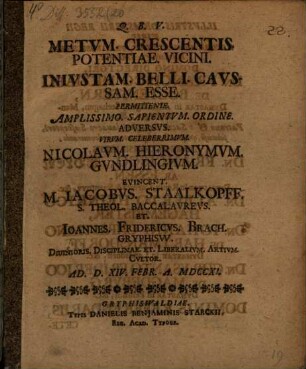 Q. B. V.
METVM. CRESCENTIS.
POTENTIAE. VICINI.
INIVSTAM. BELLI. CAVS-
SAM. ESSE.
PERMITTENTE.
AMPLISSIMO. SAPIENTVM. ORDINE.
ADVERSVS.
VIRVM. CELEBERRIMVM.
NICOLAVM. HIERONYMVM.
GVNDLINGIVM.
EVINCENT.
M. IACOBVS. STAALKOPFF.
S. THEOL. BACCALAVREVS.
ET.
IOANNES. FRIDERICVS. BRACH.
GRYPHISW.
DISCIPLINAR. ET. LIBERALIVM. ARTIVM.
CVLTOR.
AD. D. XIV. FEBR. A. MDCCXI.
GRYPHISWALDIAE.
TYPIS DANIELIS BENJAMINIS STARCKII.
REG. ACAD. TYPOGR.